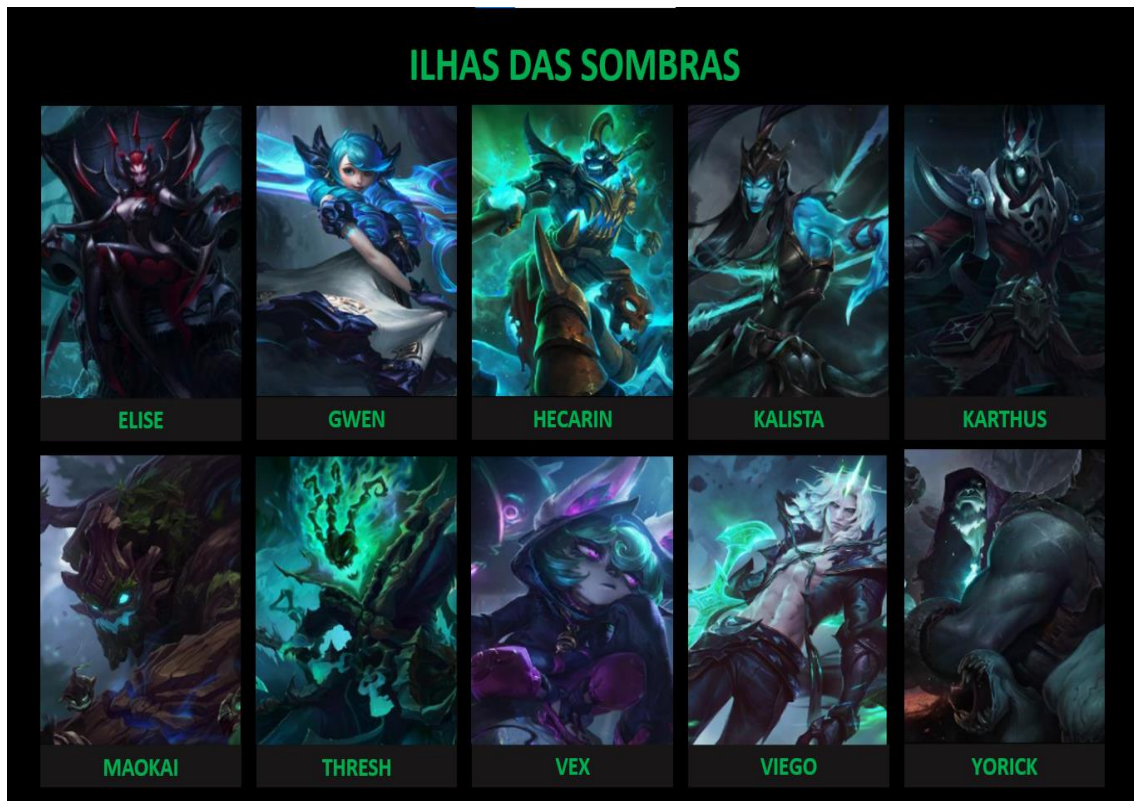 ILHAS DAS SOMBRAS
ELISE
GWEN
HECARIN
KALISTA
KARTHUS
MAOKAI
THRESH
VEX
VIEGO
YORICK